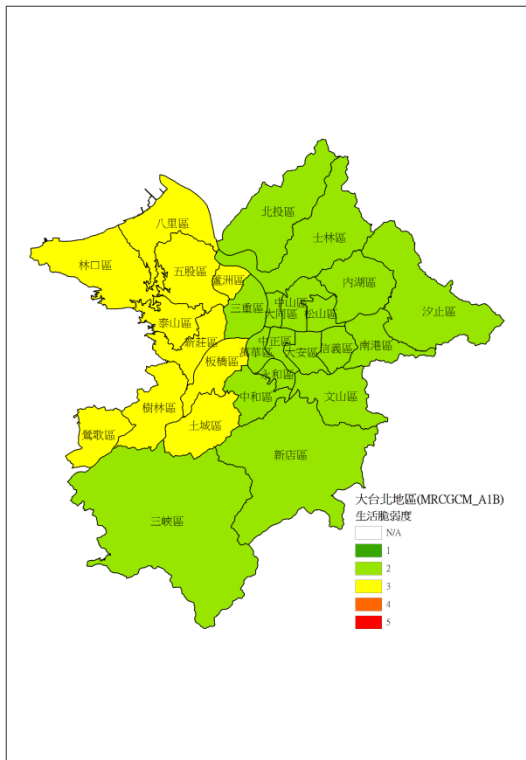 北投區
士林區
八里區
林口區
五股區
蘆洲區
內湖區
汐止區
三重區
中山區
大同區
松山區
泰山區
新莊區
板橋區
中正區
萬華區
大安區
信義區
南港區
永和區
中和區
文山區
樹林區
土城區
鶯歌區
新店區
三峽區
大台北地區(MRCGCM_A1B)
生活脆弱度
N/A
1
2
3
4
5